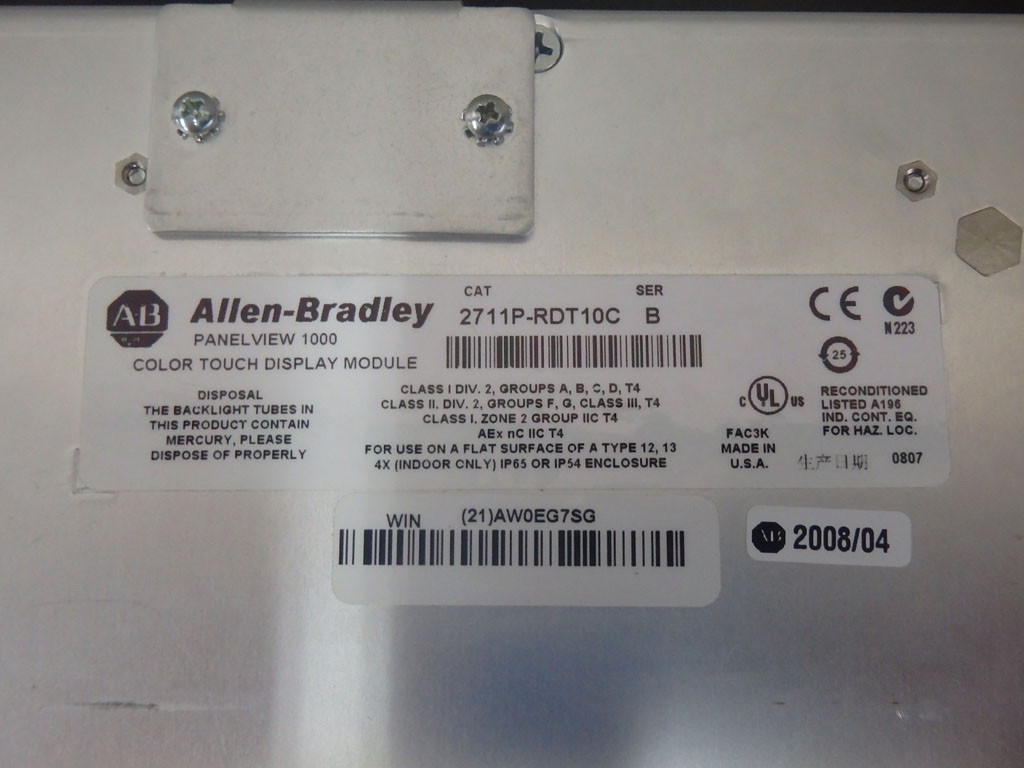 A·B
Allen-Bradley
PANELVIEW 1000
COLOR TOUCH DISPLAY MODULE
CAT
SER
2711P-RDT10C B
CE
N223
25
DISPOSAL
THE BACKLIGHT TUBES IN
THIS PRODUCT CONTAIN
MERCURY, PLEASE
DISPOSE OF PROPERLY
CLASS I DIV. 2, GROUPS A, B, C, D, T4
CLASS II. DIV. 2, GROUPS F, G, CLASS III, T4
CLASS I. ZONE 2 GROUP IIC T4
AEx nC IIC T4
FOR USE ON A FLAT SURFACE OF A TYPE 12, 13
4X (INDOOR ONLY) IP65 OR IP54 ENCLOSURE
C UL US
RECONDITIONED
LISTED A196
IND. CONT. EQ.
FOR HAZ. LOC.
FAC3K
MADE IN
U.S.A.
生产日期 0807
WIN (21)AW0EG7SG
AB 2008/04